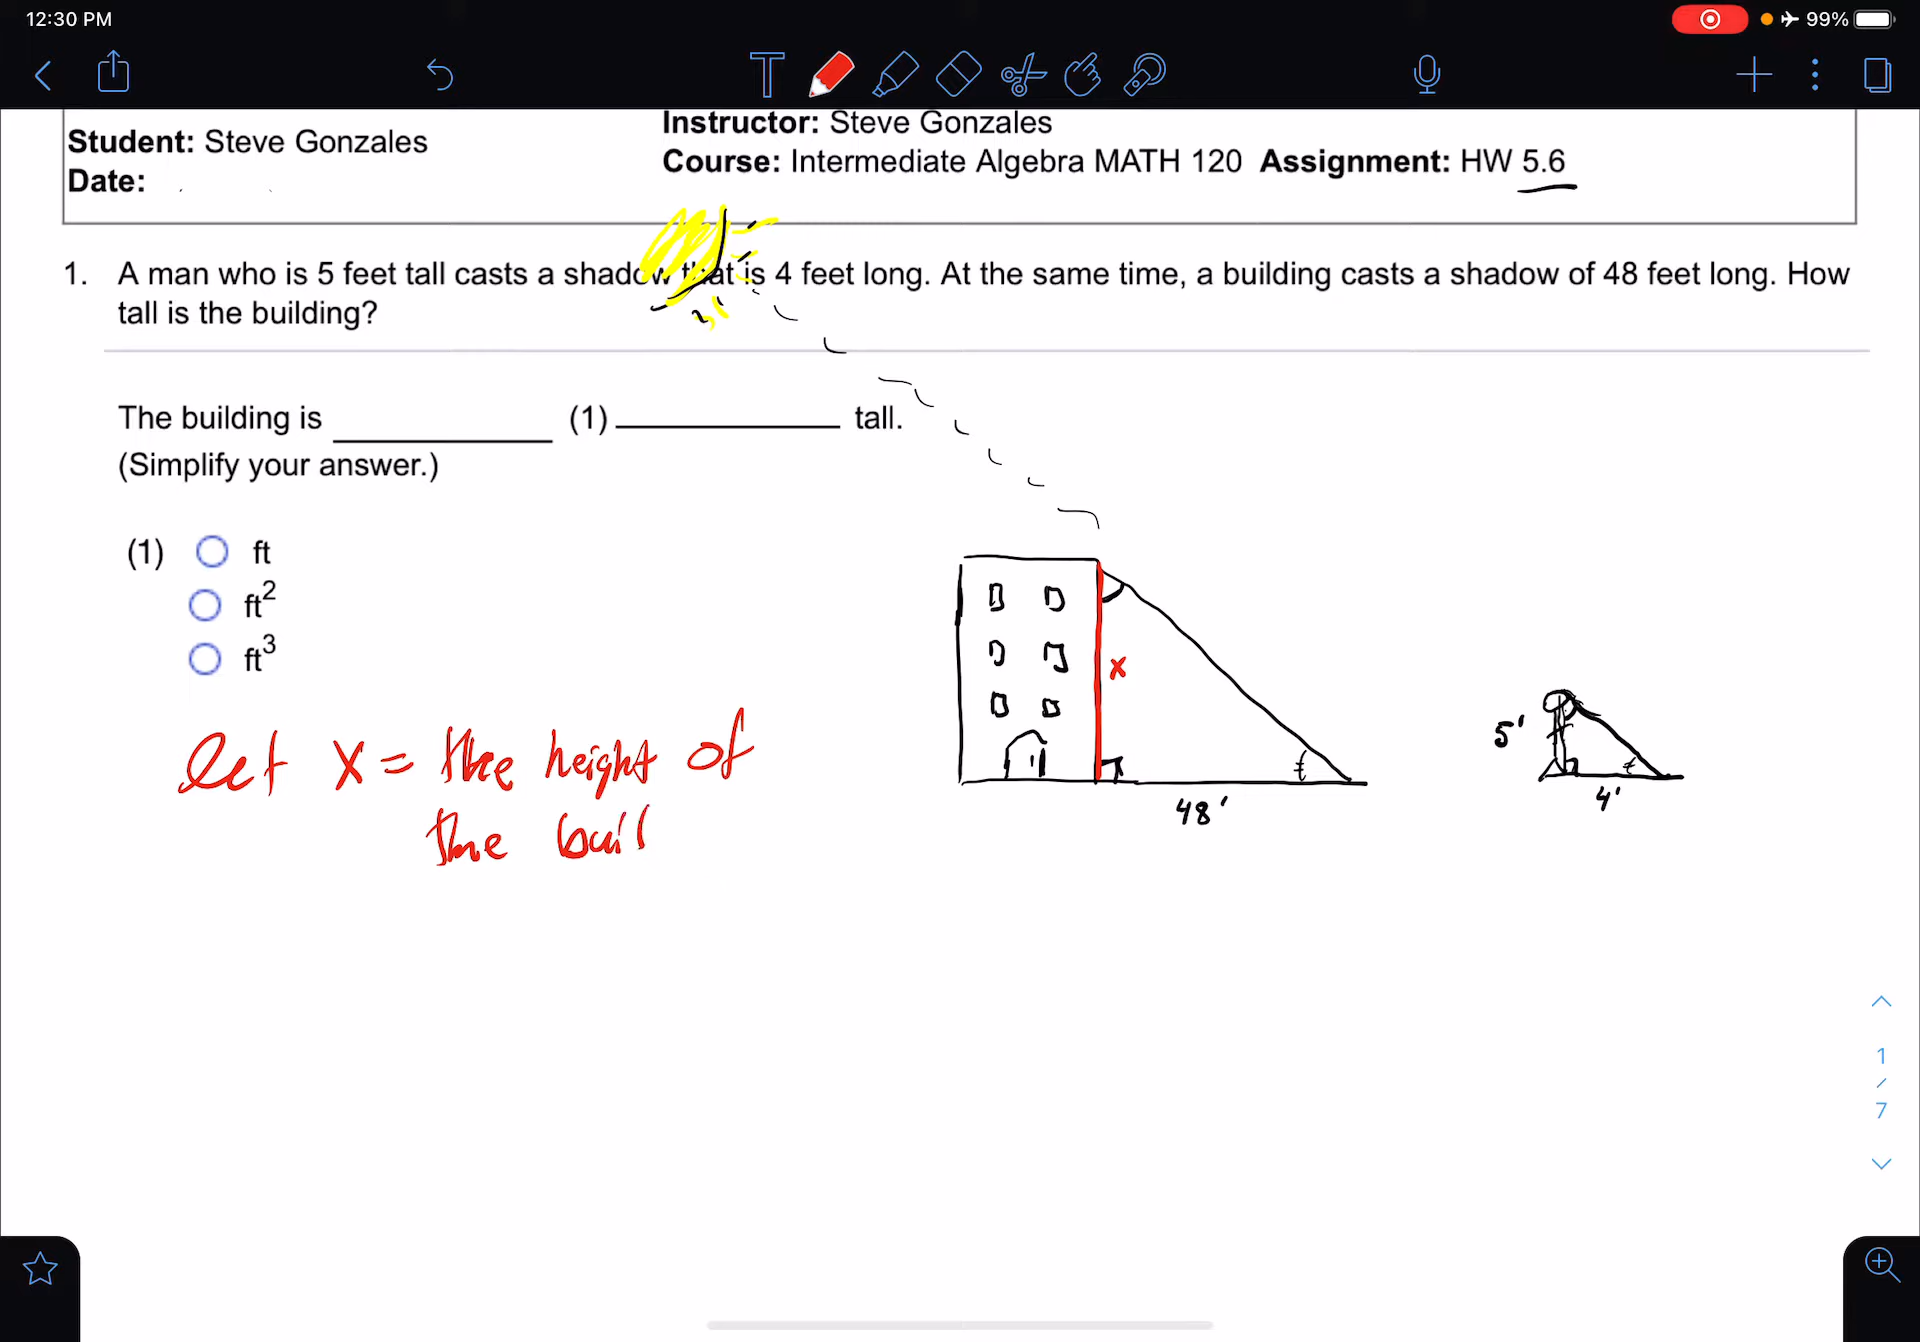 12:30 PM
99%
Student: Steve Gonzales
Date:
Instructor: Steve Gonzales
Course: Intermediate Algebra MATH 120 Assignment: HW 5.6
1. A man who is 5 feet tall casts a shadow that is 4 feet long. At the same time, a building casts a shadow of 48 feet long. How
tall is the building?
The building is (1) tall.
(Simplify your answer.)
(1) ft
ft²
ft³
x
5'
48'
4'
let x = the height of
the buil
1
/
7